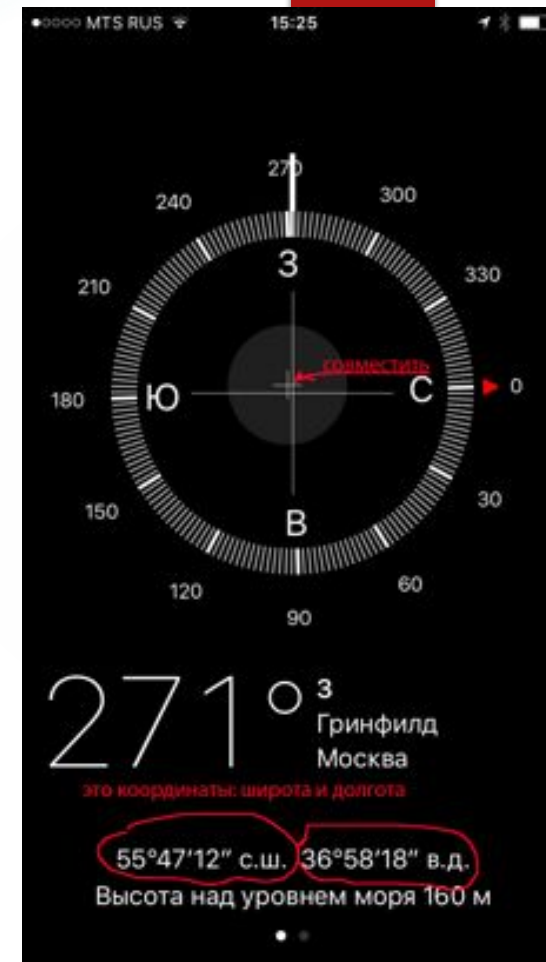 MTS RUS 15:25
270
240 300
З
210 330
совместить
180 Ю С 0
150 В 30
120 60
90
271° З
Гринфилд
Москва
это координаты: широта и долгота
55°47′12″ с.ш. 36°58′18″ в.д.
Высота над уровнем моря 160 м